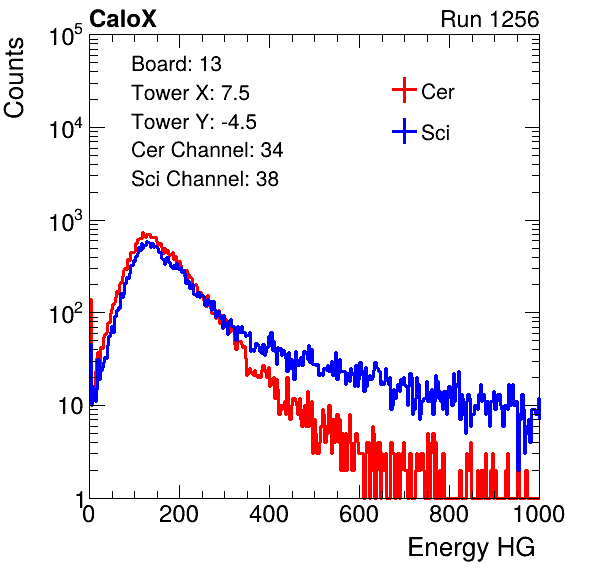 CaloX Run 1256
Counts
Board: 13
Tower X: 7.5
Tower Y: -4.5
Cer Channel: 34
Sci Channel: 38
Cer
Sci
10^5
10^4
10^3
10^2
10
1
0 200 400 600 800 1000
Energy HG